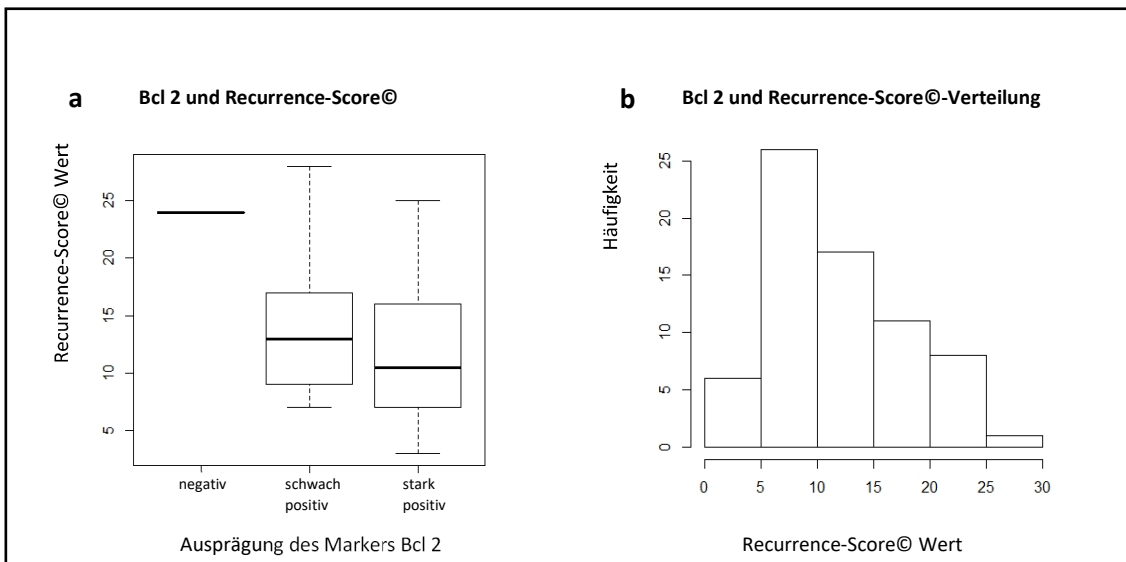 a
Bcl 2 und Recurrence-Score©
Recurrence-Score© Wert
25
20
15
10
5
negativ
schwach
positiv
stark
positiv
Ausprägung des Markers Bcl 2
b
Bcl 2 und Recurrence-Score©-Verteilung
Häufigkeit
25
20
15
10
5
0
0 5 10 15 20 25 30
Recurrence-Score© Wert